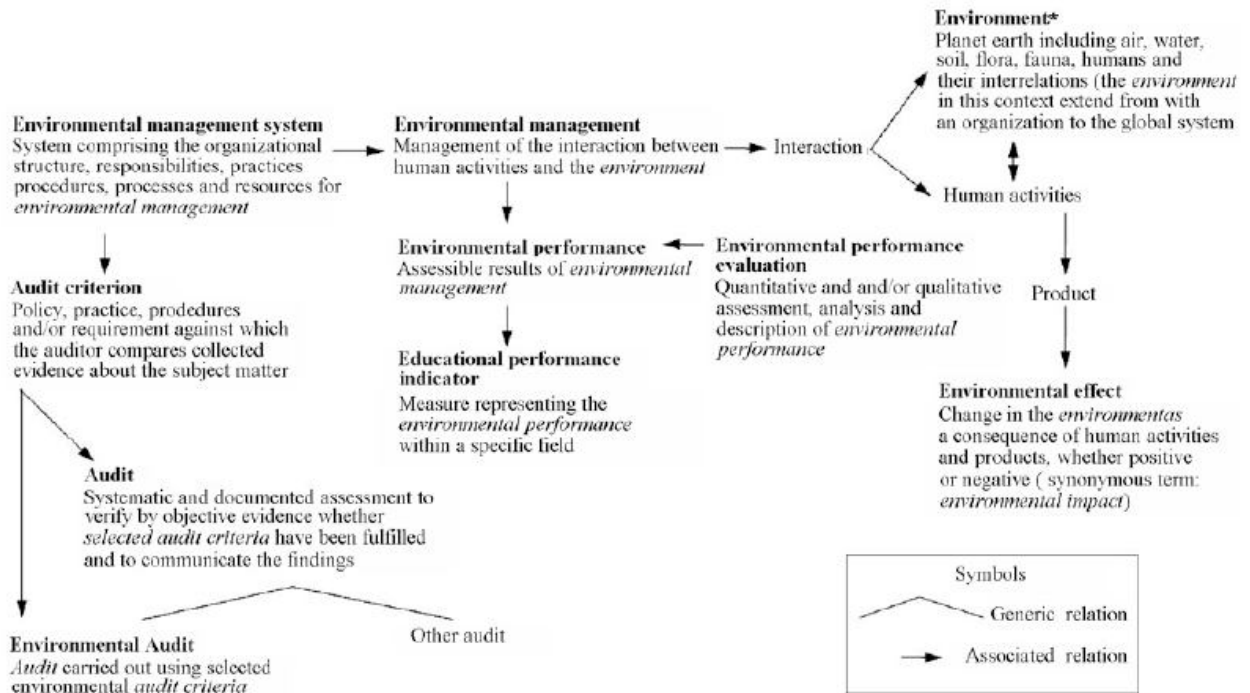 Environment*
Planet earth including air, water,
soil, flora, fauna, humans and
their interrelations (the environment
in this context extend from with
an organization to the global system
Environmental management system
System comprising the organizational
structure, responsibilities, practices
procedures, processes and resources for
environmental management
Environmental management
Management of the interaction between
human activities and the environment
Interaction
Human activities
Environmental performance
Assessible results of environmental
management
Environmental performance
evaluation
Quantitative and and/or qualitative
assessment, analysis and
description of environmental
performance
Product
Audit criterion
Policy, practice, prodedures
and/or requirement against which
the auditor compares collected
evidence about the subject matter
Educational performance
indicator
Measure representing the
environmental performance
within a specific field
Environmental effect
Change in the environmentas
a consequence of human activities
and products, whether positive
or negative ( synonymous term:
environmental impact)
Audit
Systematic and documented assessment to
verify by objective evidence whether
selected audit criteria have been fulfilled
and to communicate the findings
Environmental Audit
Audit carried out using selected
environmental audit criteria
Other audit
Symbols
Generic relation
Associated relation